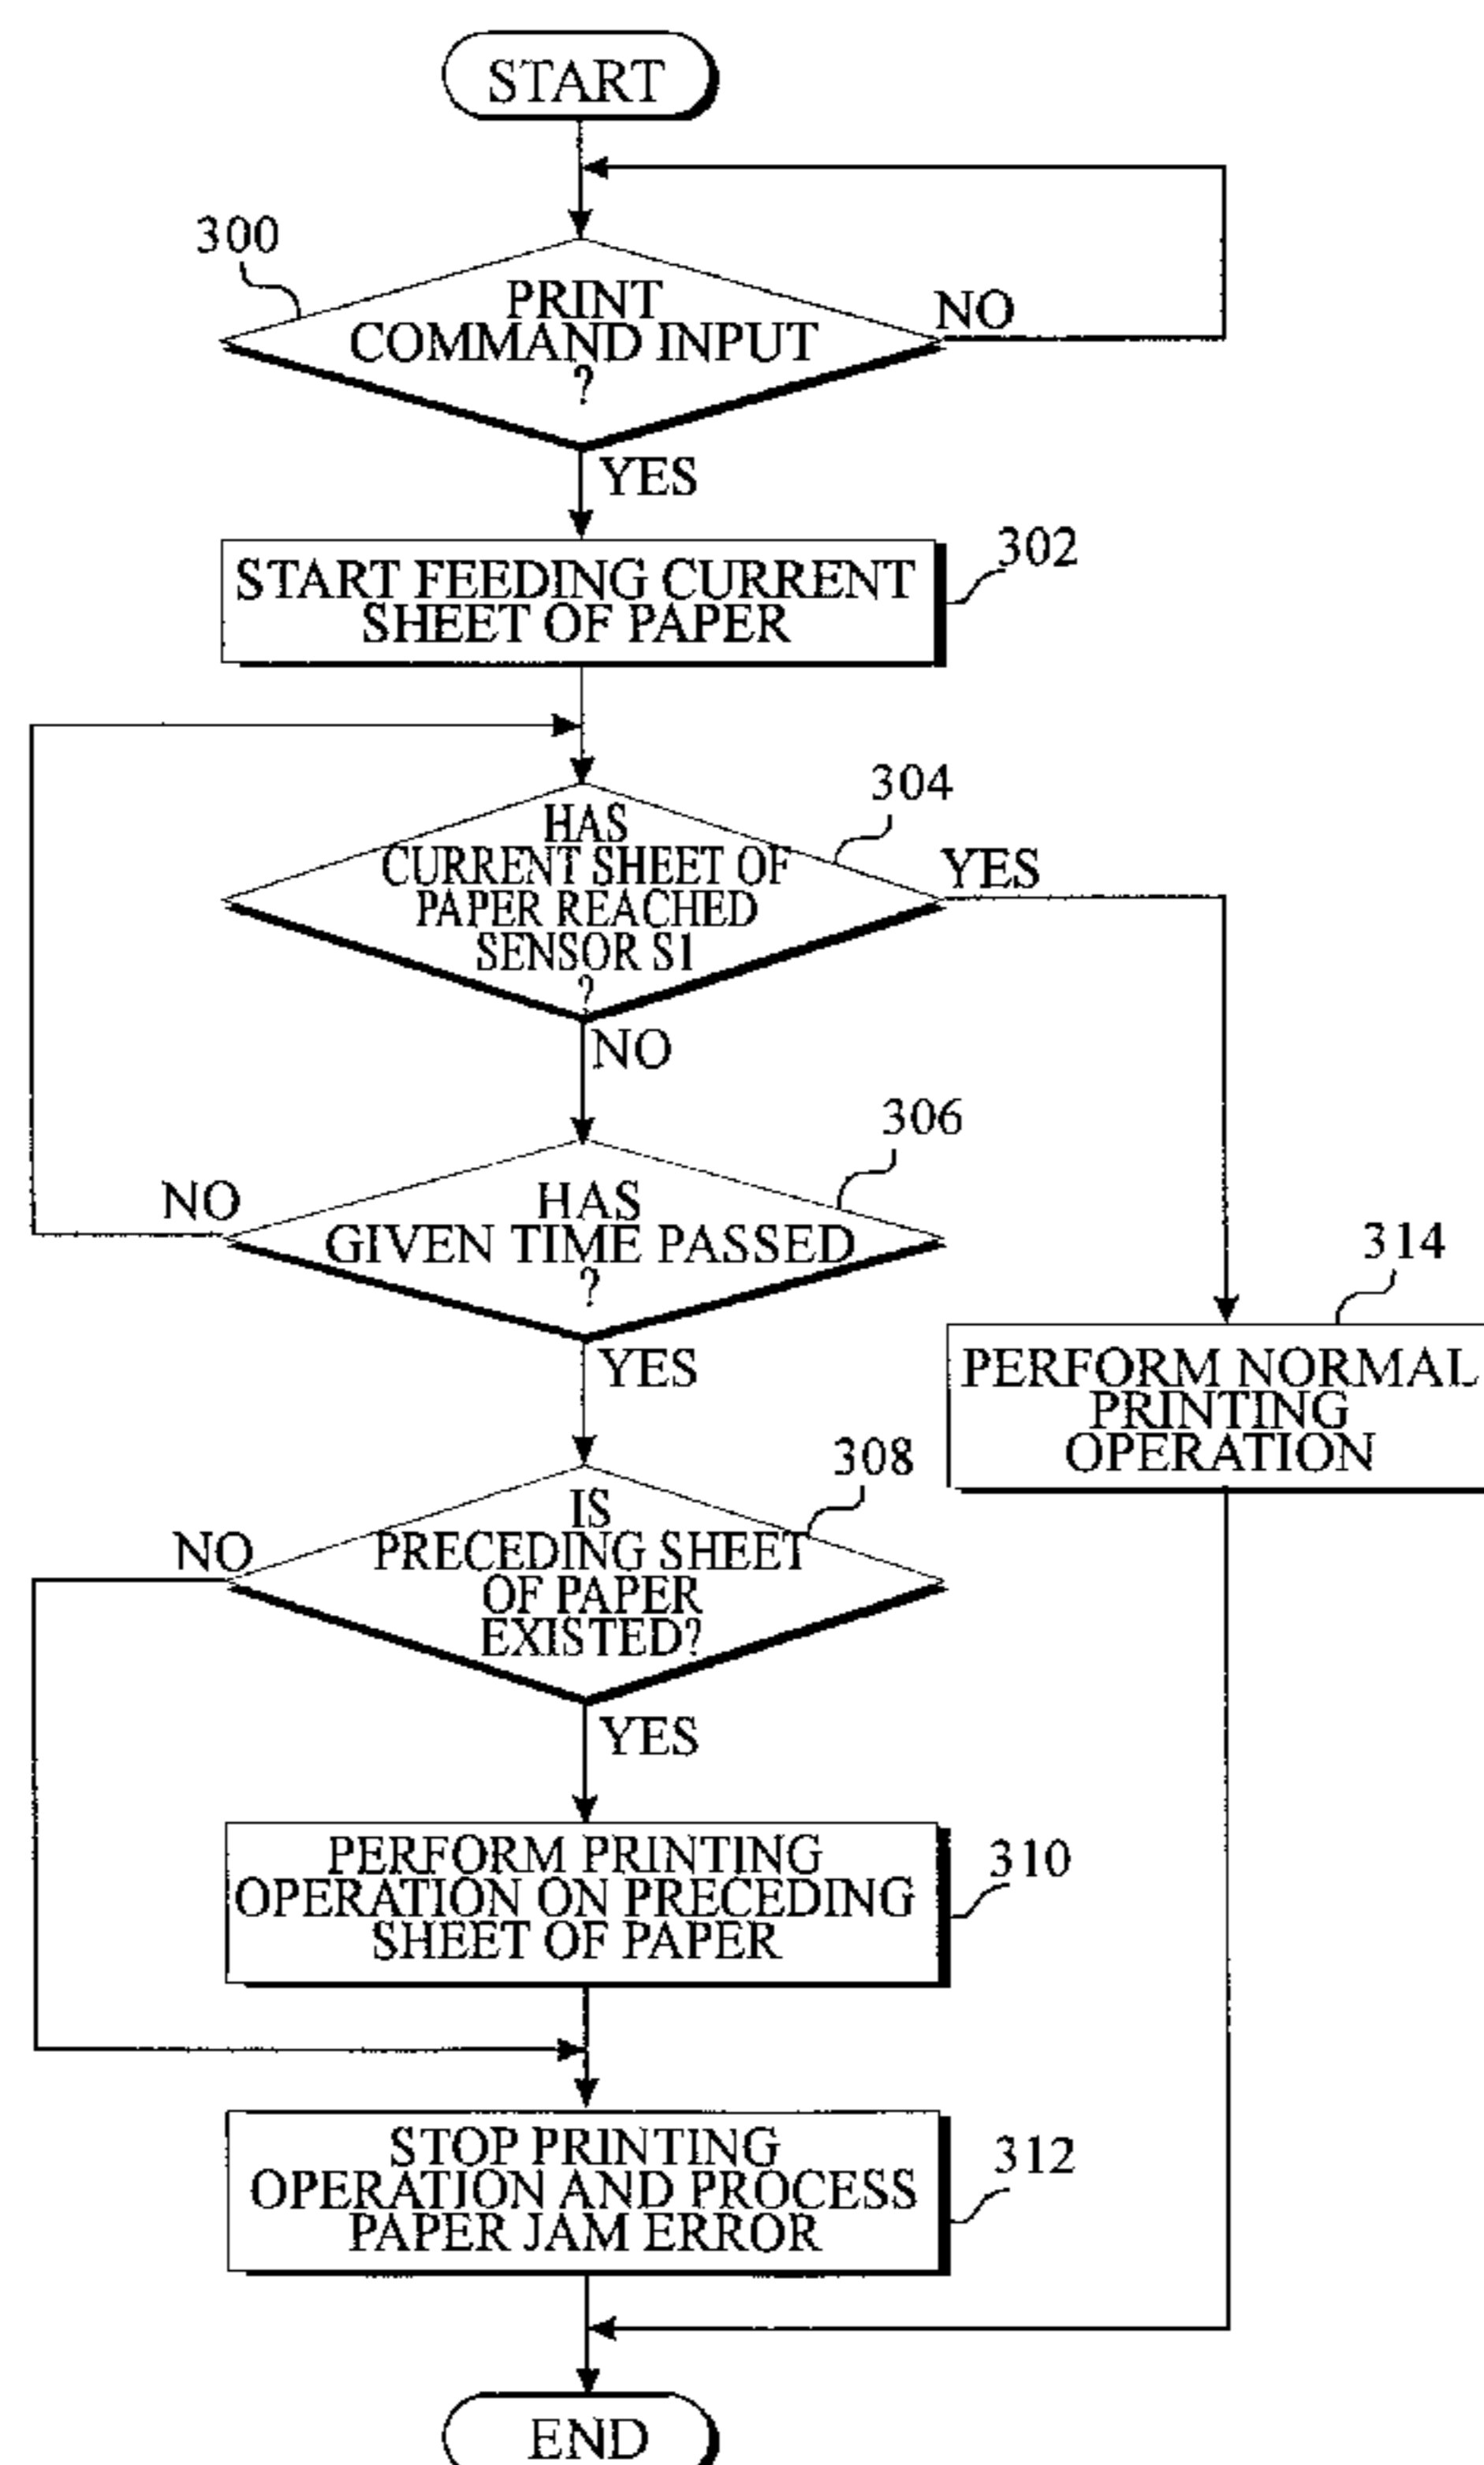 START
300
PRINT
COMMAND INPUT
?
NO
YES
START FEEDING CURRENT
SHEET OF PAPER
302
304
HAS
CURRENT SHEET OF
PAPER REACHED
SENSOR S1
?
YES
NO
306
HAS
GIVEN TIME PASSED
?
NO
YES
314
PERFORM NORMAL
PRINTING
OPERATION
308
IS
PRECEDING SHEET
OF PAPER
EXISTED?
NO
YES
PERFORM PRINTING
OPERATION ON PRECEDING
SHEET OF PAPER
310
STOP PRINTING
OPERATION AND PROCESS
PAPER JAM ERROR
312
END